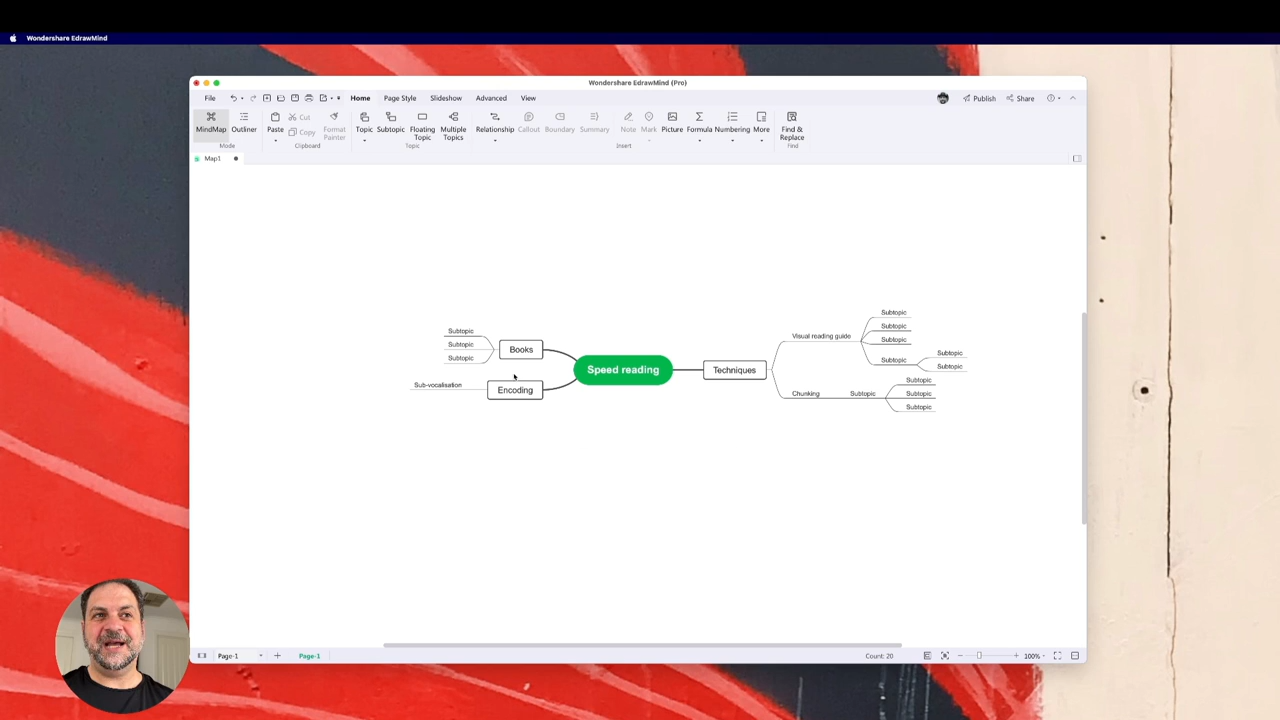 Wondershare EdrawMind
Wondershare EdrawMind (Pro)
File Home Page Style Slideshow Advanced View Publish Share
MindMap Outliner Paste Cut Copy Format Painter Topic Subtopic Floating Topic Multiple Topics Relationship Callout Boundary Summary Note Mark Picture Formula Numbering More Find & Replace
Mode Clipboard Topic Insert Find
Map1
Subtopic
Subtopic
Subtopic
Books
Sub-vocalisation
Encoding
Speed reading
Techniques
Visual reading guide
Subtopic
Subtopic
Subtopic
Subtopic
Subtopic
Subtopic
Chunking
Subtopic
Subtopic
Subtopic
Subtopic
Page-1 + Page-1 Count: 20 100%